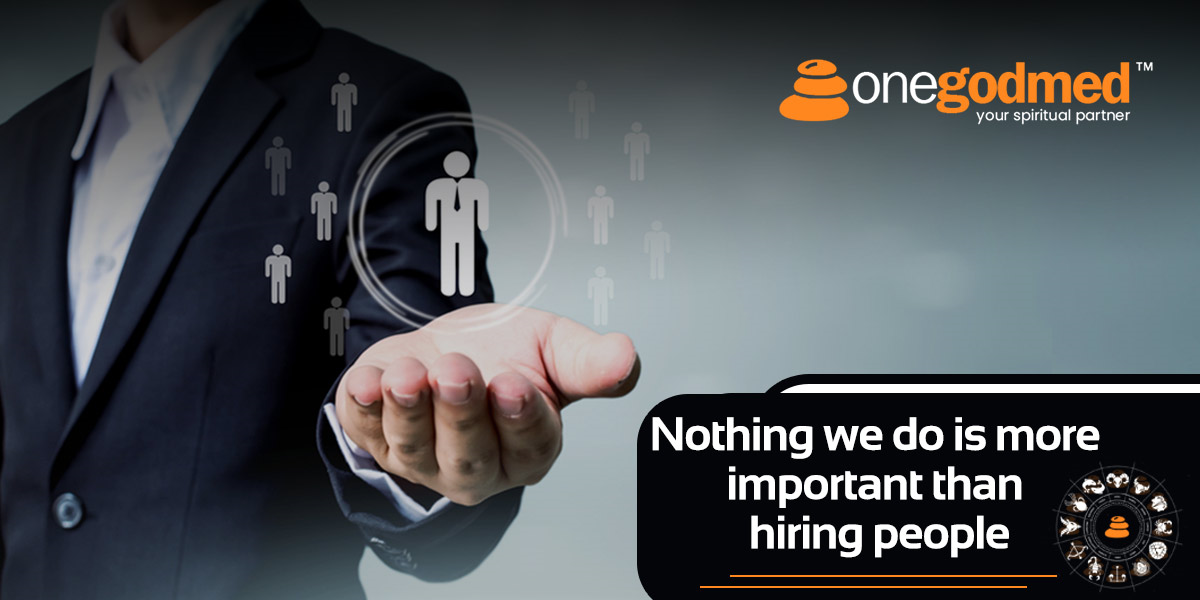 onegodmed™
your spiritual partner
Nothing we do is more
important than
hiring people